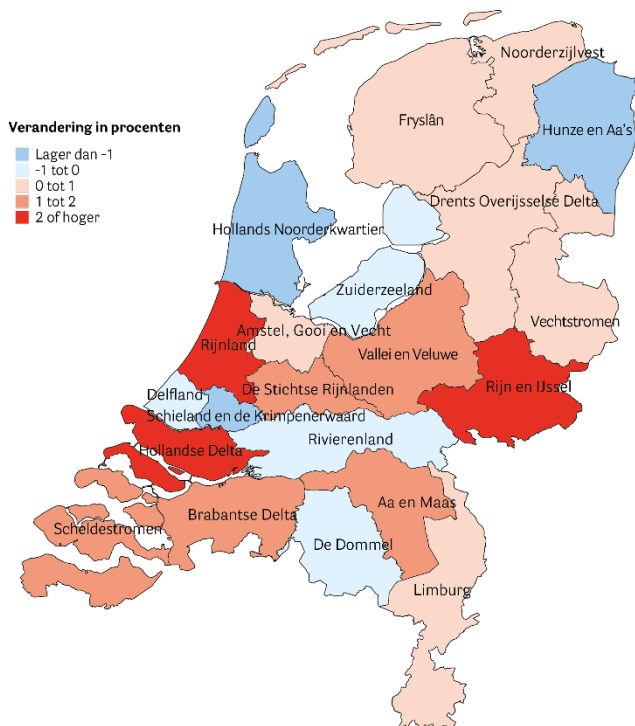 Verandering in procenten
Lager dan -1
-1 tot 0
0 tot 1
1 tot 2
2 of hoger
Noorderzijlvest
Fryslân
Hunze en Aa's
Drents Overijsselse Delta
Hollands Noorderkwartier
Zuiderzeeland
Vechtstromen
Amstel, Gooi en Vecht
Rijnland
Vallei en Veluwe
Rijn en IJssel
De Stichtse Rijnlanden
Delfland
Schieland en de Krimpenerwaard
Rivierenland
Hollandse Delta
Aa en Maas
Brabantse Delta
Scheldestromen
De Dommel
Limburg